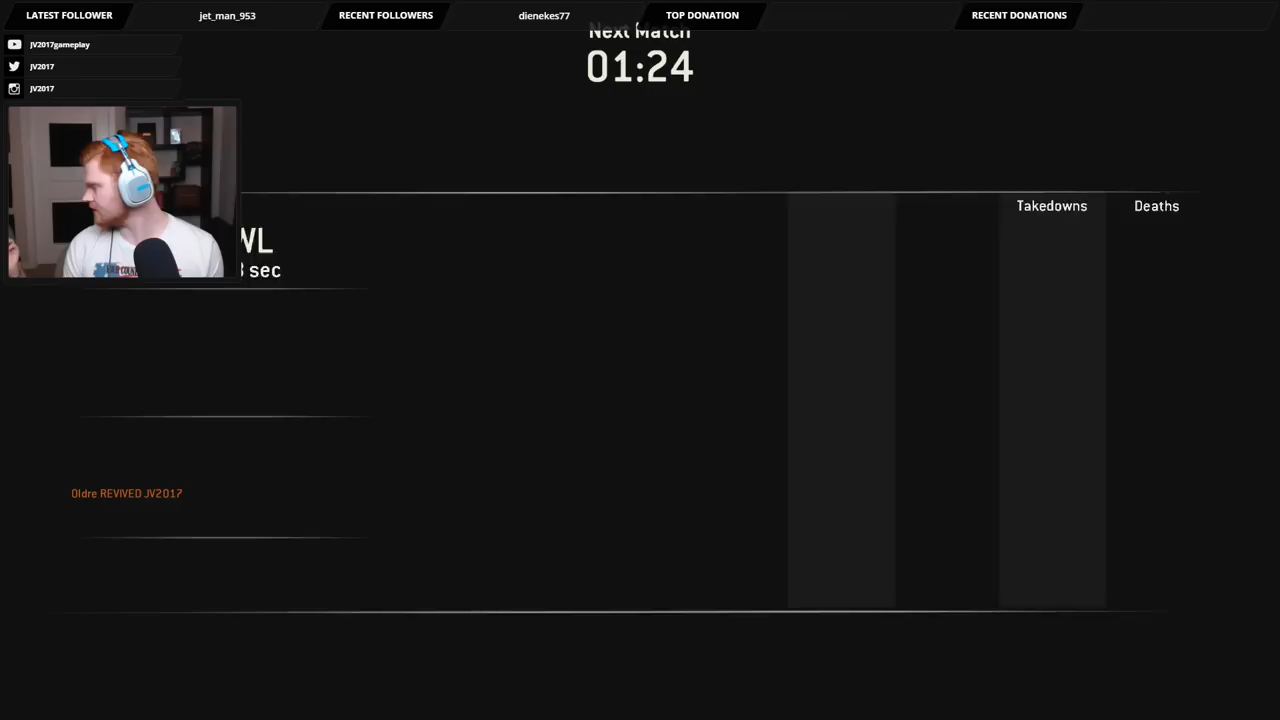 LATEST FOLLOWER jet_man_953 RECENT FOLLOWERS dienekes77 TOP DONATION RECENT DONATIONS
Next Match
JV2017gameplay
01:24
JV2017
JV2017
Takedowns Deaths
WL
sec
Oldre REVIVED JV2017